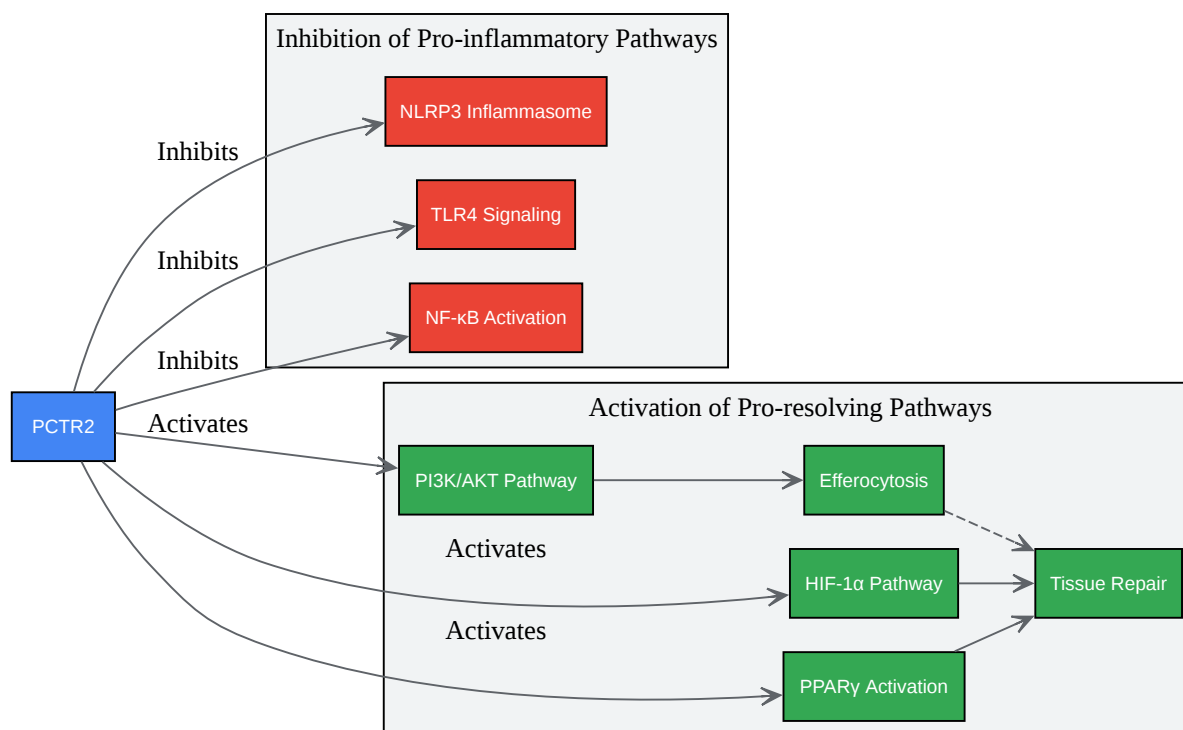 Inhibition of Pro-inflammatory Pathways
NLRP3 Inflammasome
Inhibits
TLR4 Signaling
Inhibits
NF-κB Activation
Inhibits
PCTR2
Activates
Activation of Pro-resolving Pathways
PI3K/AKT Pathway
Efferocytosis
Activates
HIF-1α Pathway
Tissue Repair
Activates
PPARγ Activation